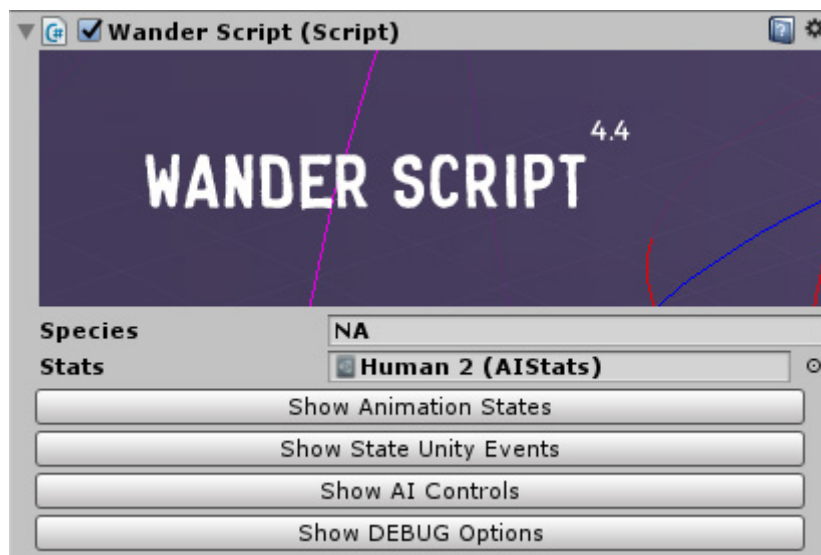 Wander Script (Script)
4.4
WANDER SCRIPT
Species NA
Stats Human 2 (AIStats)
Show Animation States
Show State Unity Events
Show AI Controls
Show DEBUG Options